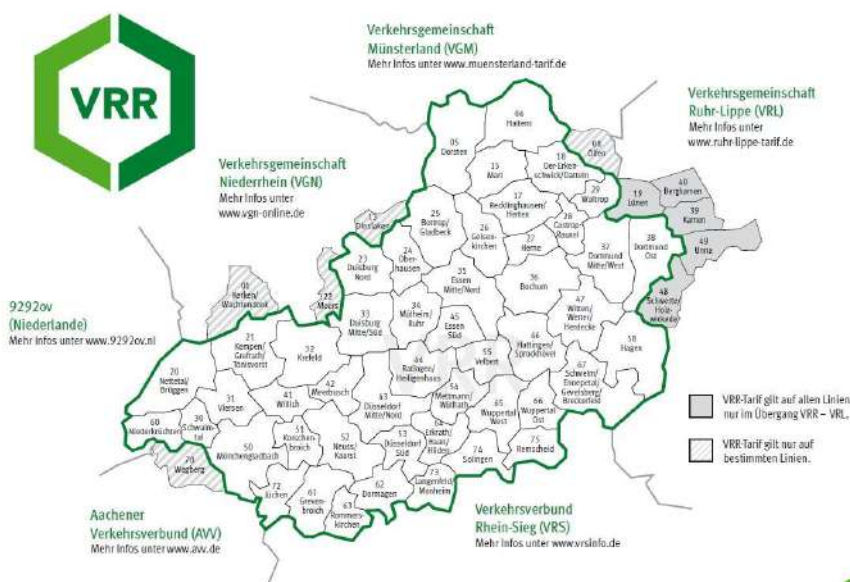 VRR
Verkehrsgemeinschaft
Münsterland (VGM)
Mehr Infos unter www.muensterland-tarif.de
Verkehrsgemeinschaft
Ruhr-Lippe (VRL)
Mehr Infos unter
www.ruhr-lippe-tarif.de
Verkehrsgemeinschaft
Niederrhein (VGN)
Mehr Infos unter
www.vgn-online.de
9292ov
(Niederlande)
Mehr Infos unter www.9292ov.nl
Aachener
Verkehrsverbund (AVV)
Mehr Infos unter www.avv.de
Verkehrsverbund
Rhein-Sieg (VRS)
Mehr Infos unter www.vrsinfo.de
VRR-Tarif gilt auf allen Linien
nur im Übergang VRR – VRL.
VRR-Tarif gilt nur auf
bestimmten Linien.
06
Haltern
05
Dorsten
15
Marl
18
Oer-Erken-
schwick/Datteln
08
17
Recklinghausen/
Herten
29
Waltrop
19
Lünen
40
Bergkamen
39
Kamen
49
Unna
48
Schwerte/
Holz-
wickede
13
Dinslaken
25
Bottrop/
Gladbeck
26
Gelsen-
kirchen
28
Castrop-
Rauxel
27
Herne
37
Dortmund
Mitte/West
38
Dortmund
Ost
23
Duisburg
Nord
24
Ober-
hausen
35
Essen
Mitte/Nord
36
Bochum
01
Kerken/
Wachtendonk
22
Moers
33
Duisburg
Mitte/Süd
34
Mülheim/
Ruhr
45
Essen
Süd
47
Witten/
Wetter/
Herdecke
46
Hattingen/
Sprockhövel
58
Hagen
21
Kempen/
Grefrath/
Tönisvorst
32
Krefeld
20
Nettetal/
Brüggen
31
Viersen
41
Willich
42
Meerbusch
44
Ratingen/
Heiligenhaus
55
Velbert
67
Schwelm/
Ennepetal/
Gevelsberg/
Breckerfeld
60
Niederkrüchten
30
Schwalm-
tal
43
Düsseldorf
Mitte/Nord
54
Mettmann/
Wülfrath
65
Wuppertal
West
66
Wuppertal
Ost
50
Mönchengladbach
51
Korschen-
broich
52
Neuss/
Kaarst
53
Düsseldorf
Süd
64
Erkrath/
Haan/
Hilden
74
Solingen
75
Remscheid
70
Wegberg
72
Jüchen
61
Greven-
broich
63
Rommers-
kirchen
62
Dormagen
73
Langenfeld/
Monheim